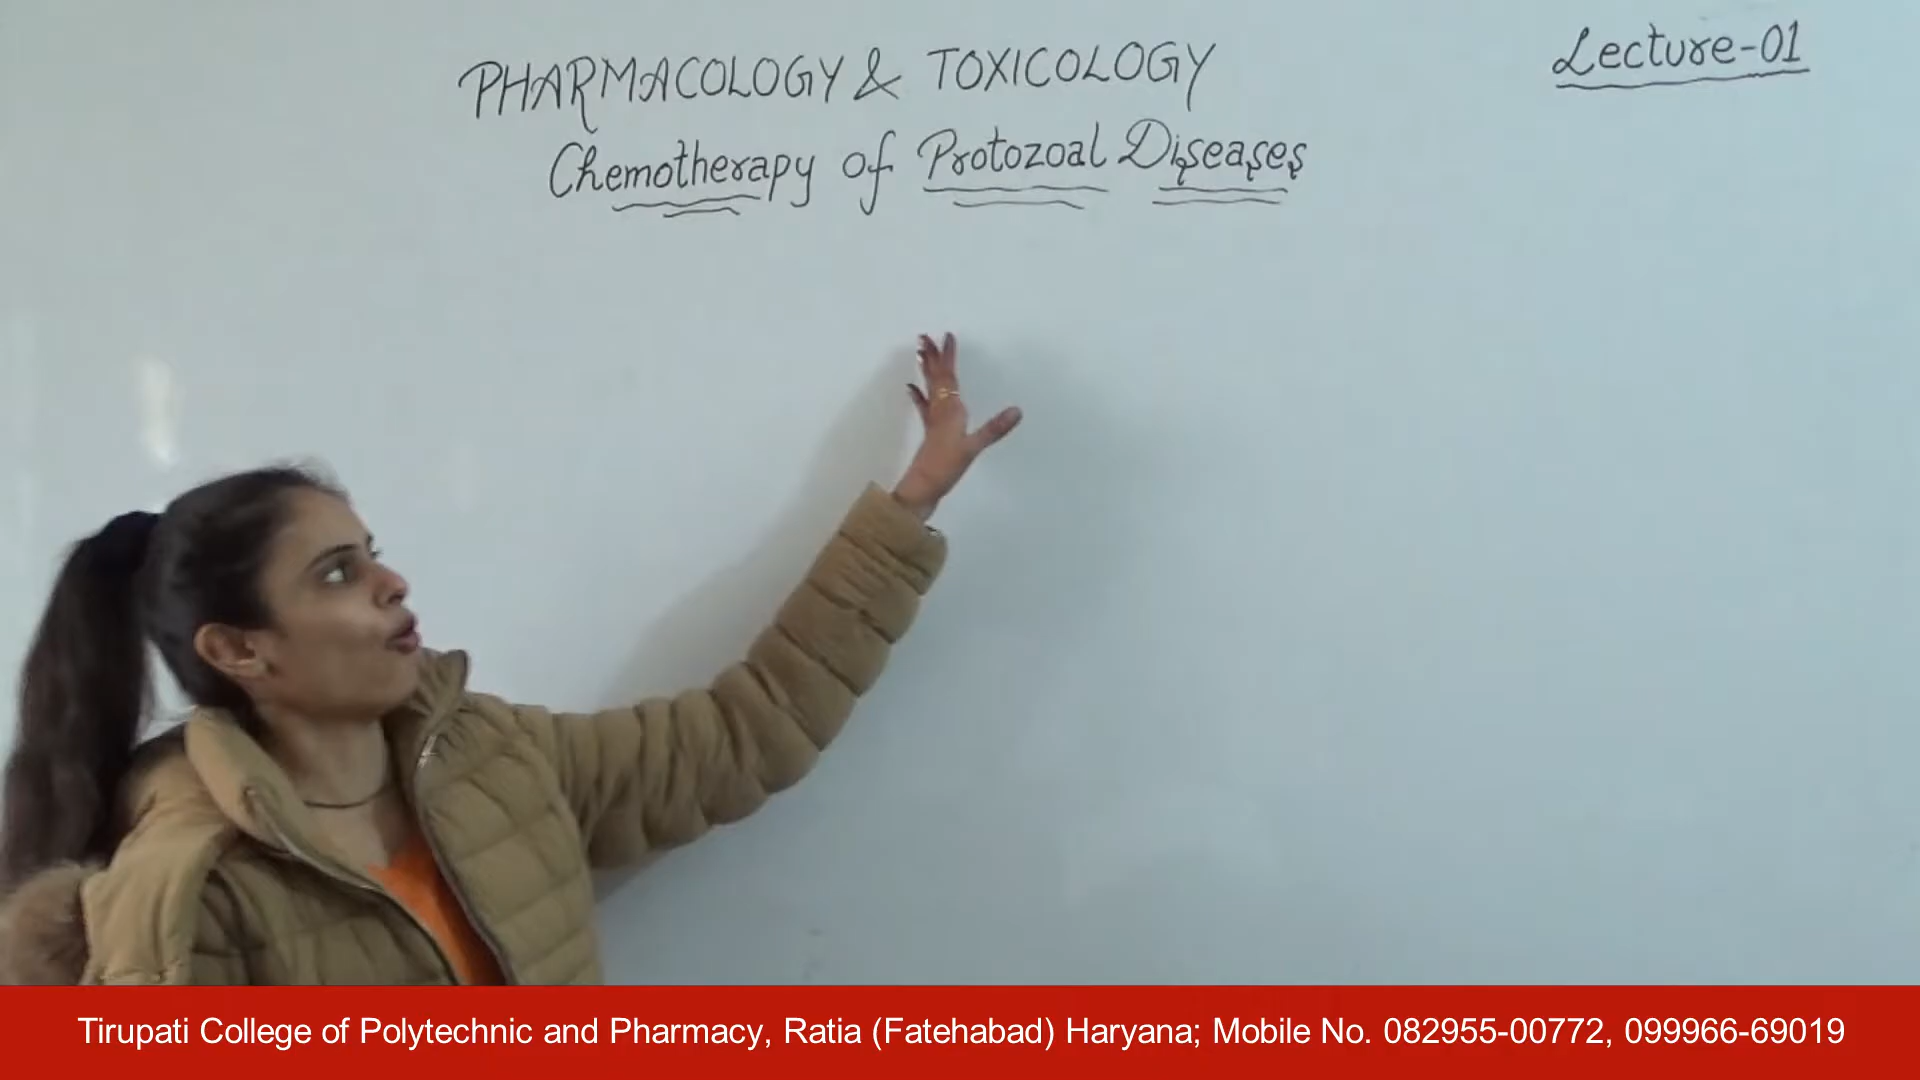 PHARMACOLOGY & TOXICOLOGY
Lecture-01
Chemotherapy of Protozoal Diseases
Tirupati College of Polytechnic and Pharmacy, Ratia (Fatehabad) Haryana; Mobile No. 082955-00772, 099966-69019